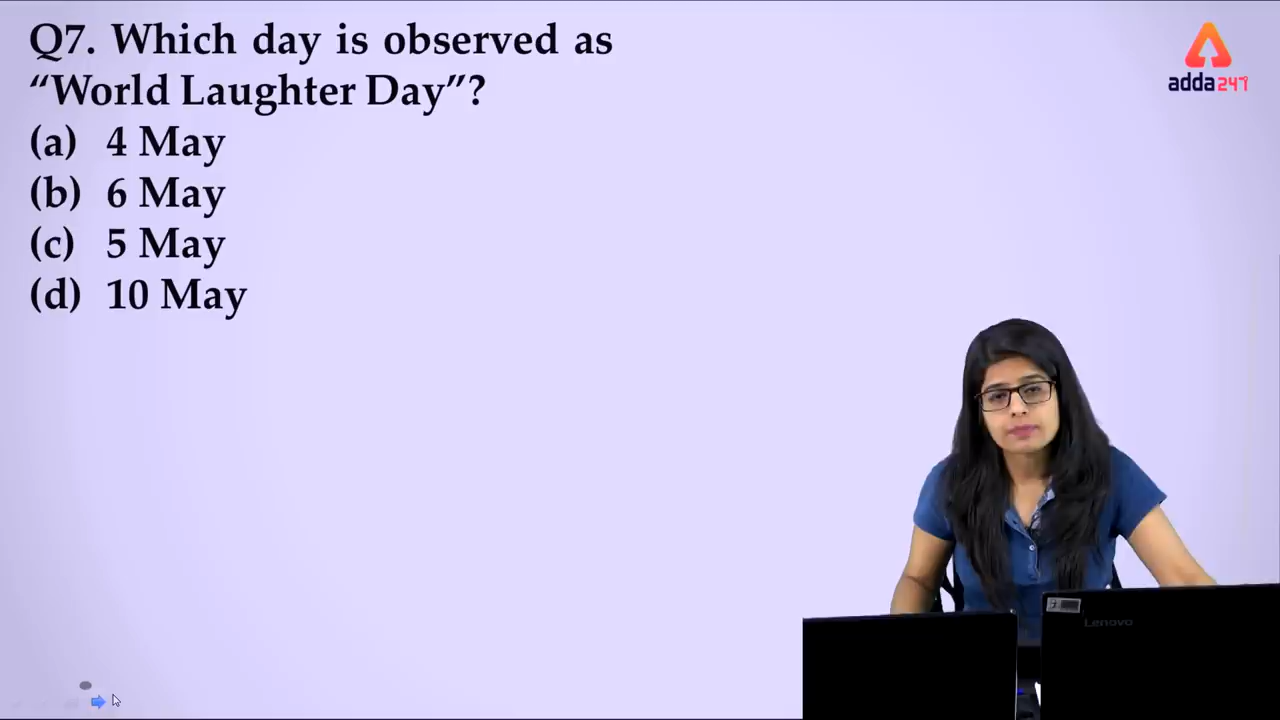 Q7. Which day is observed as
“World Laughter Day”?
(a) 4 May
(b) 6 May
(c) 5 May
(d) 10 May
adda247
Lenovo